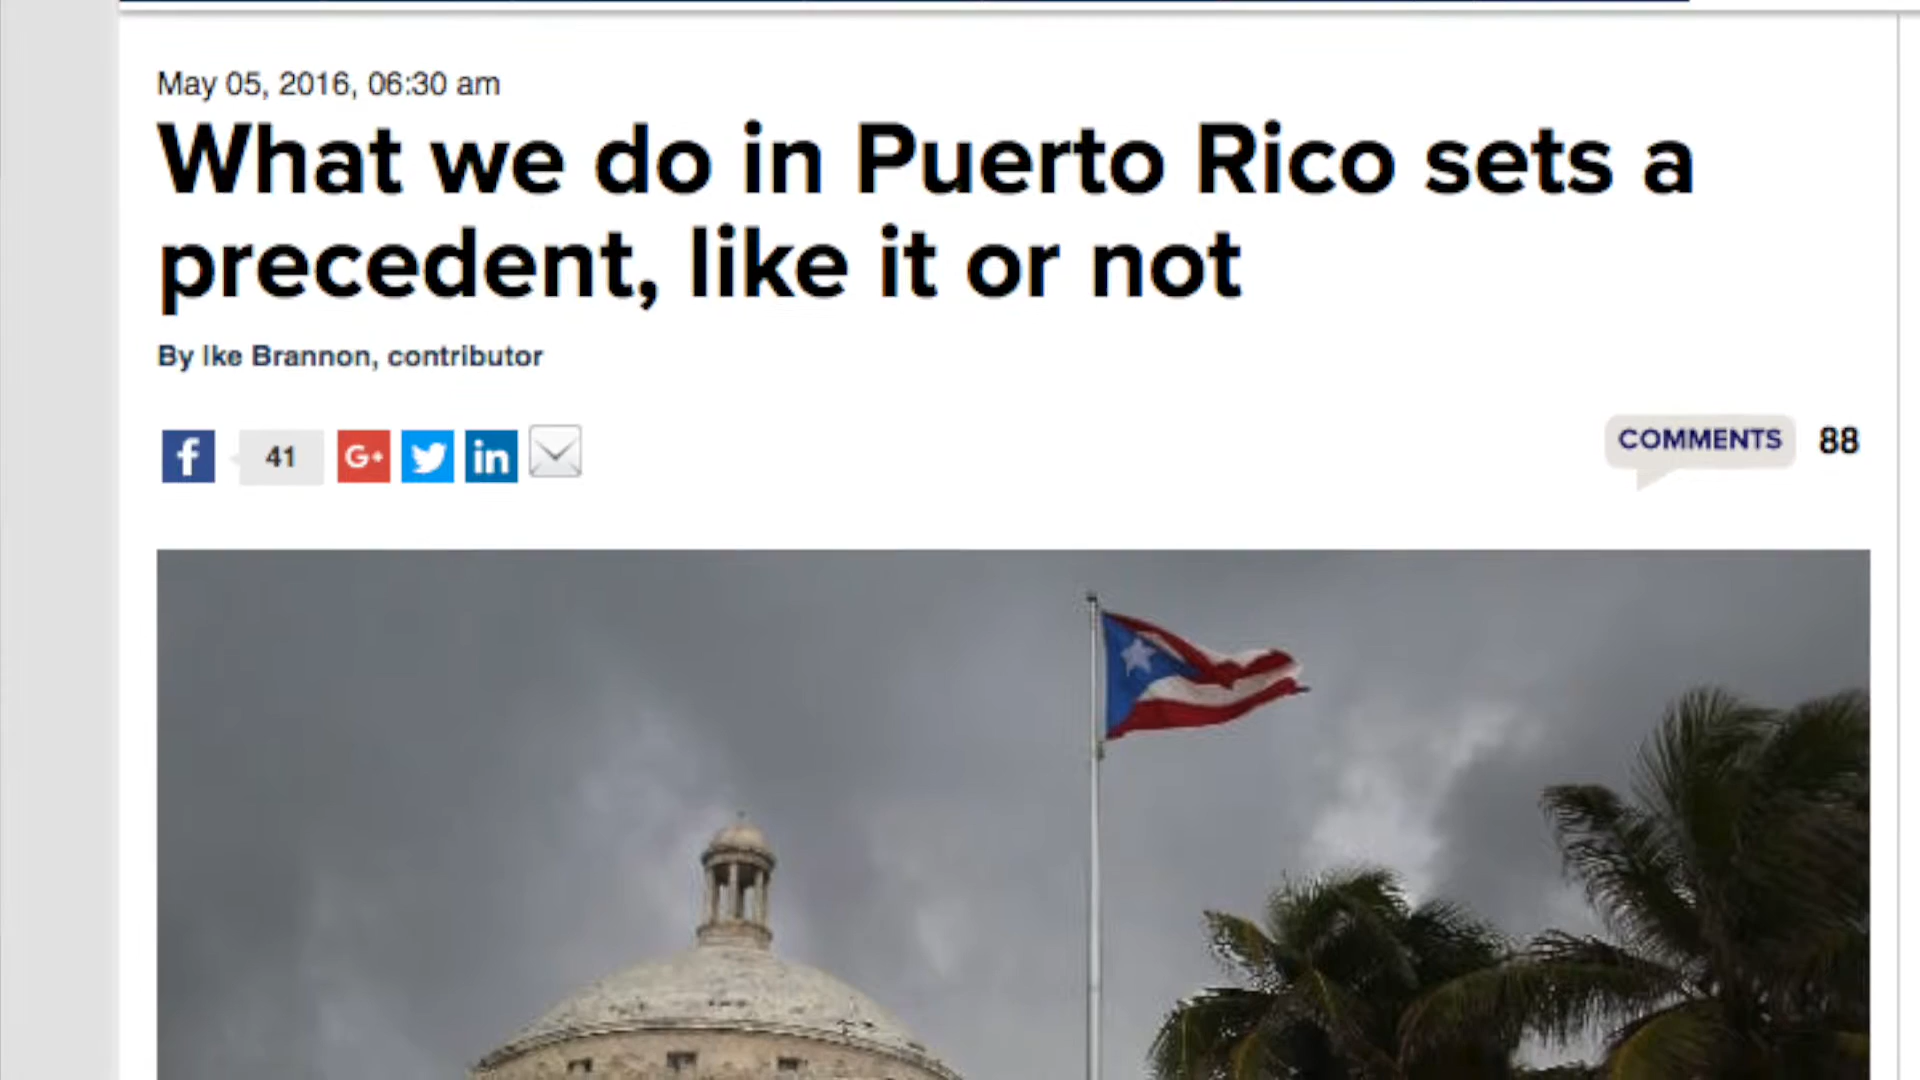 May 05, 2016, 06:30 am
What we do in Puerto Rico sets a
precedent, like it or not
By Ike Brannon, contributor
f 41 G+ in COMMENTS 88